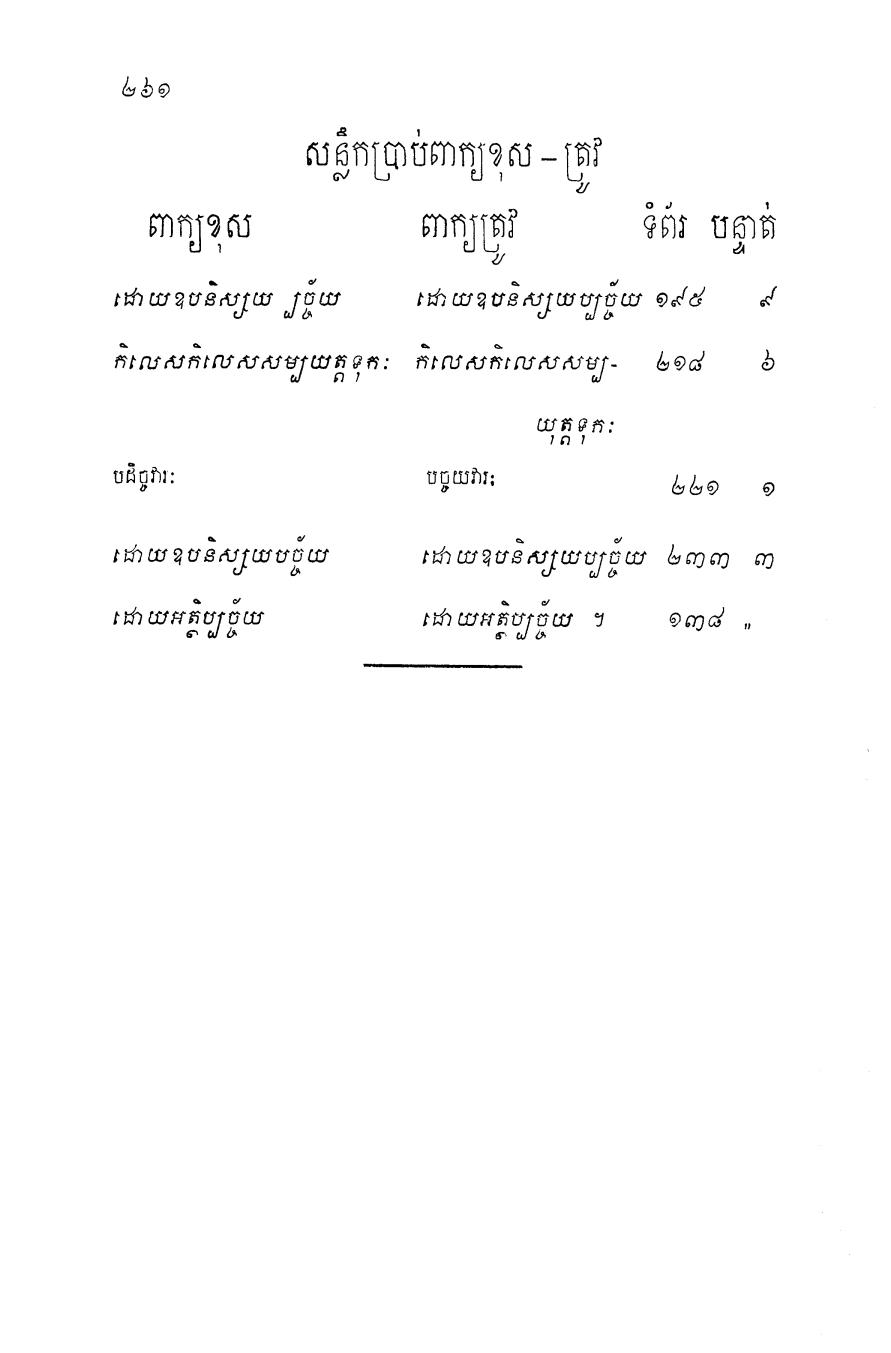 ២៦១
សន្លឹកប្រាប់ពាក្យខុស – ត្រូវ
ពាក្យខុស ពាក្យត្រូវ ទំព័រ បន្ទាត់
ដោយឧបនិស្សយ ្បច្ច័យ ដោយឧបនិស្សយប្បច្ច័យ ១៩៥ ៩
កិលេសកិលេសសម្បយត្តទុកៈ កិលេសកិលេសសម្ប- ២១៨ ៦
យុត្តទុកៈ
បដិច្ចវារៈ បច្ចយវារៈ ២២១ ១
ដោយឧបនិស្សយបច្ច័យ ដោយឧបនិស្សយប្បច្ច័យ ២៣៣ ៣
ដោយអត្ថិប្បច្ច័យ ដោយអត្ថិប្បច្ច័យ ។ ១៣៨ "